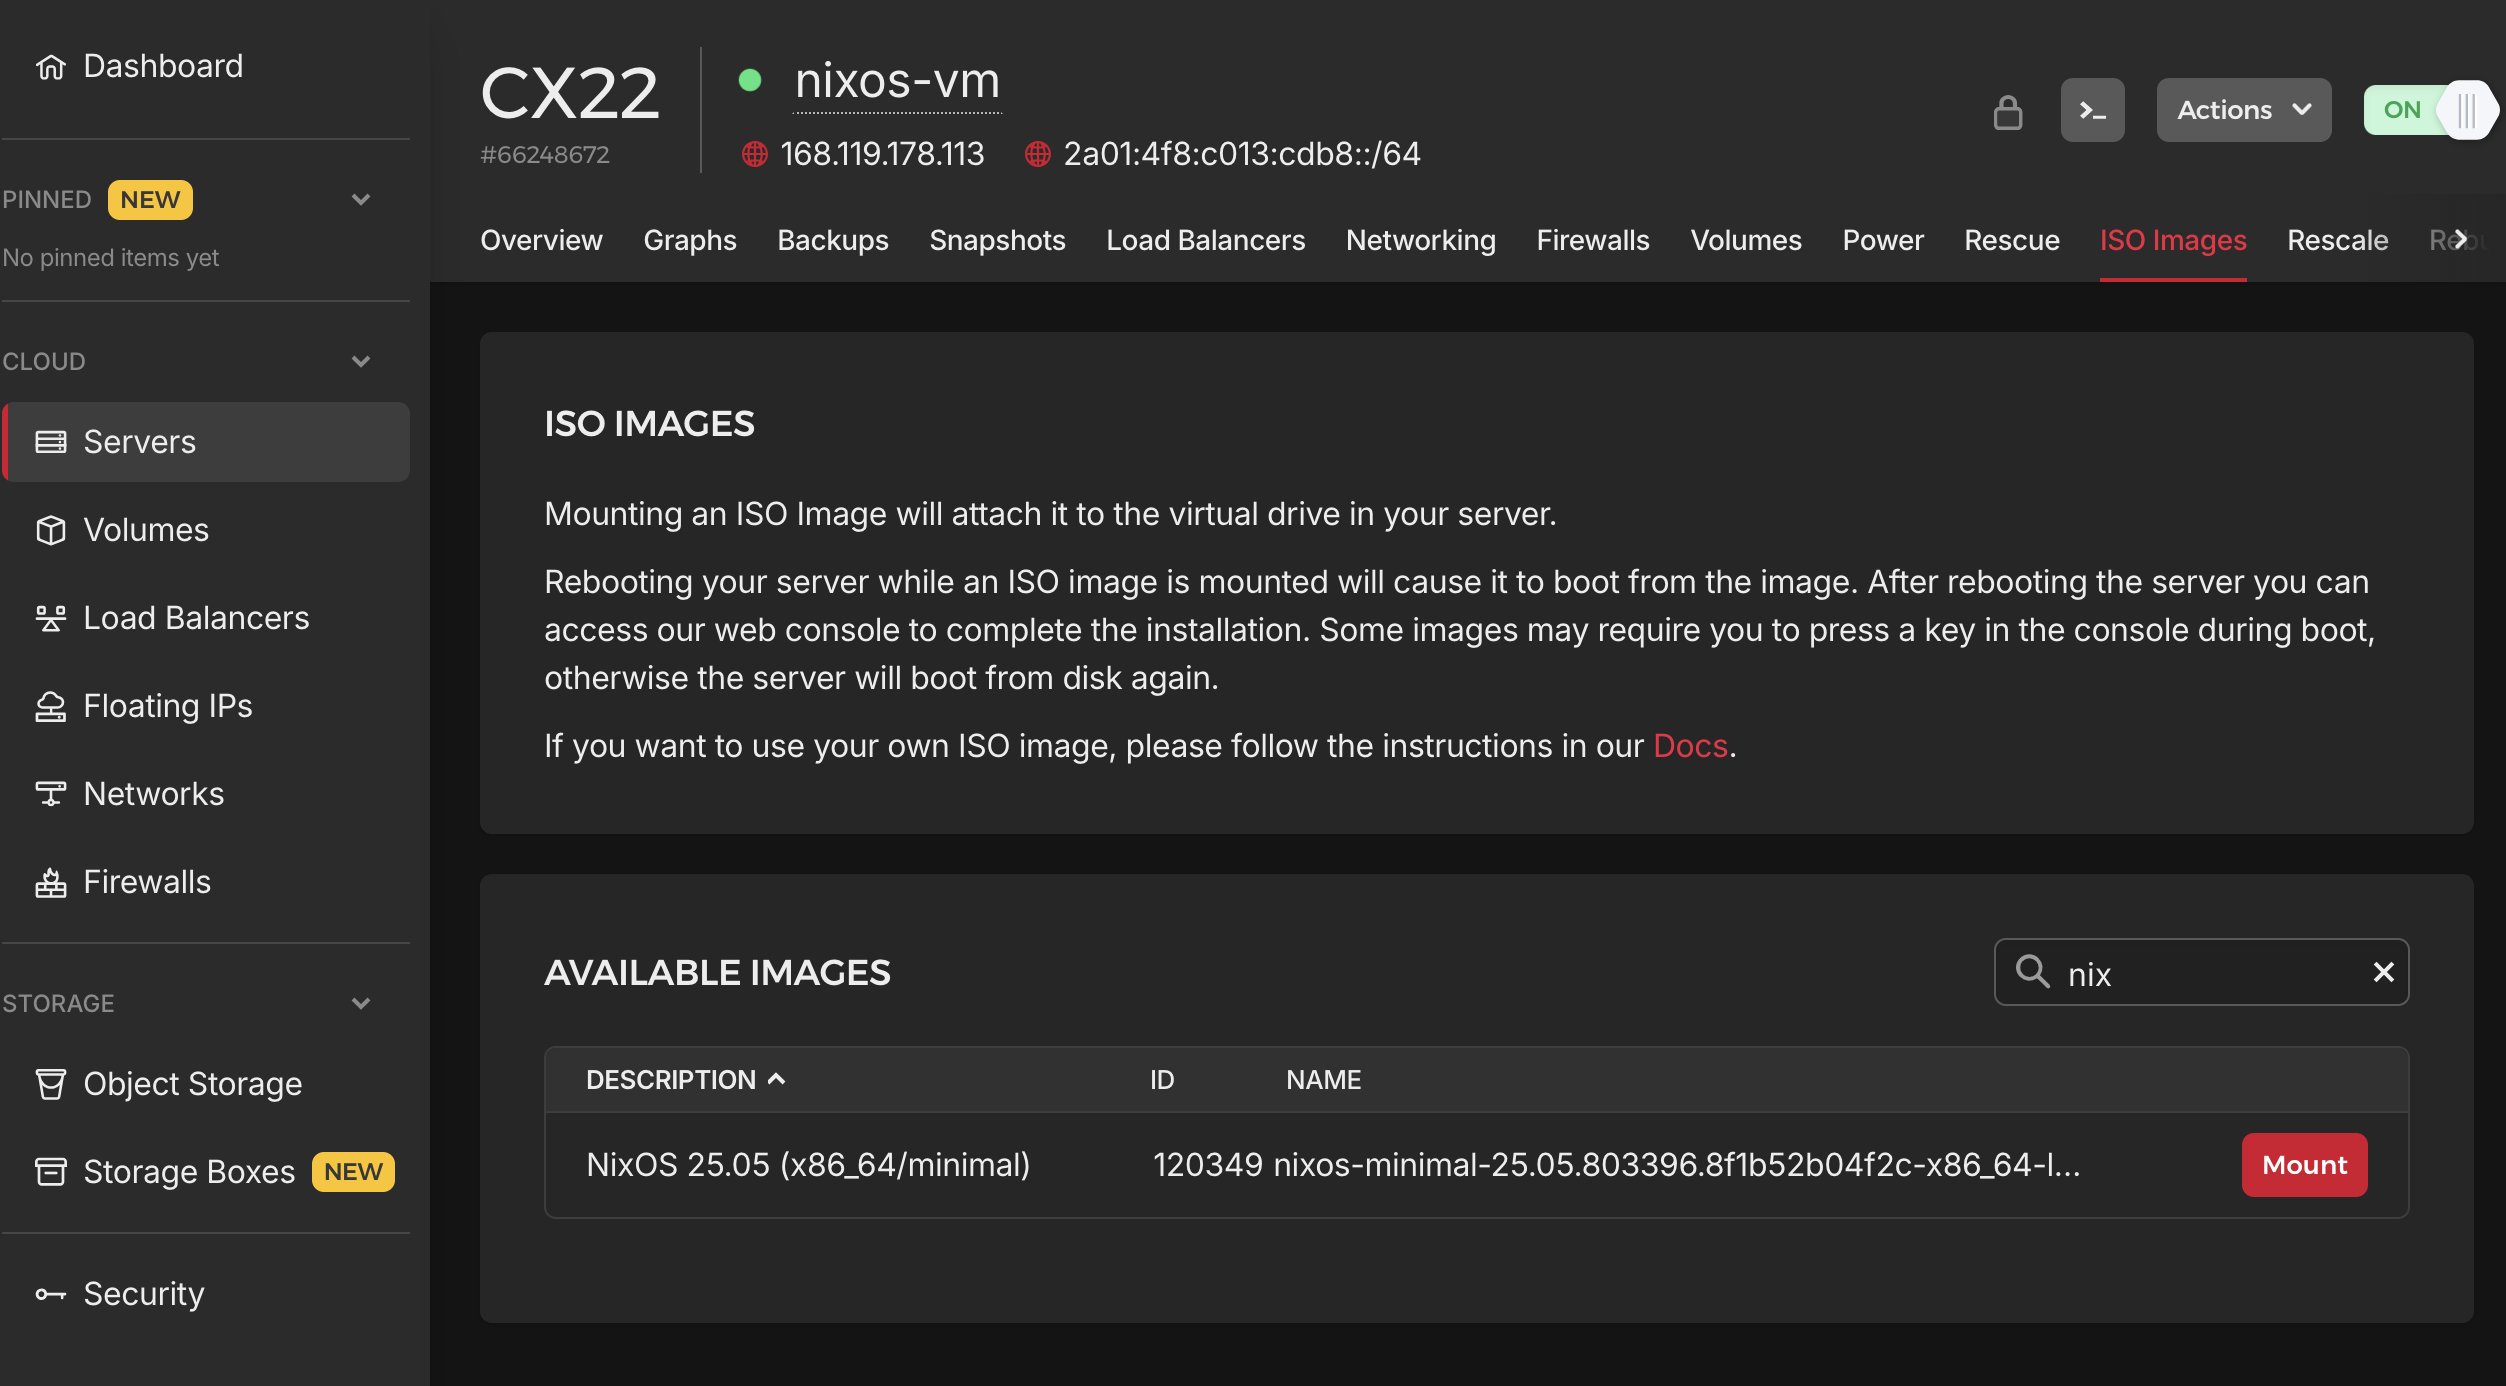 Dashboard
PINNED NEW
No pinned items yet
CLOUD
Servers
Volumes
Load Balancers
Floating IPs
Networks
Firewalls
STORAGE
Object Storage
Storage Boxes NEW
Security
CX22
#66248672
nixos-vm
168.119.178.113 2a01:4f8:c013:cdb8::/64
>_ Actions ON
Overview Graphs Backups Snapshots Load Balancers Networking Firewalls Volumes Power Rescue ISO Images Rescale
ISO IMAGES
Mounting an ISO Image will attach it to the virtual drive in your server.
Rebooting your server while an ISO image is mounted will cause it to boot from the image. After rebooting the server you can
access our web console to complete the installation. Some images may require you to press a key in the console during boot,
otherwise the server will boot from disk again.
If you want to use your own ISO image, please follow the instructions in our Docs.
AVAILABLE IMAGES
nix
DESCRIPTION ID NAME
NixOS 25.05 (x86_64/minimal) 120349 nixos-minimal-25.05.803396.8f1b52b04f2c-x86_64-l... Mount